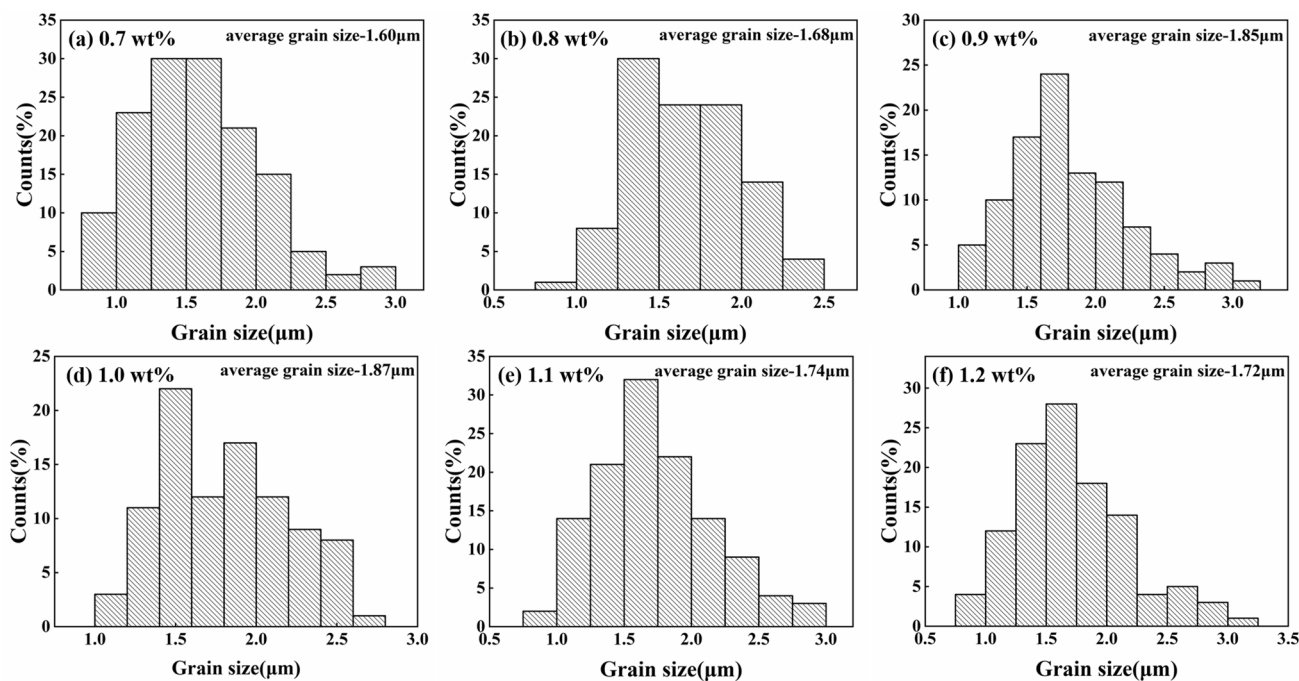 (a) 0.7 wt% average grain size-1.60μm
35
30
25
20
15
10
5
0
Counts(%)
1.0 1.5 2.0 2.5 3.0
Grain size(μm)
(b) 0.8 wt% average grain size-1.68μm
35
30
25
20
15
10
5
0
Counts(%)
0.5 1.0 1.5 2.0 2.5
Grain size(μm)
(c) 0.9 wt% average grain size-1.85μm
30
25
20
15
10
5
0
Counts(%)
1.0 1.5 2.0 2.5 3.0
Grain size(μm)
(d) 1.0 wt% average grain size-1.87μm
25
20
15
10
5
0
Counts(%)
1.0 1.5 2.0 2.5 3.0
Grain size(μm)
(e) 1.1 wt% average grain size-1.74μm
35
30
25
20
15
10
5
0
Counts(%)
0.5 1.0 1.5 2.0 2.5 3.0
Grain size(μm)
(f) 1.2 wt% average grain size-1.72μm
30
20
10
0
Counts(%)
0.5 1.0 1.5 2.0 2.5 3.0 3.5
Grain size(μm)